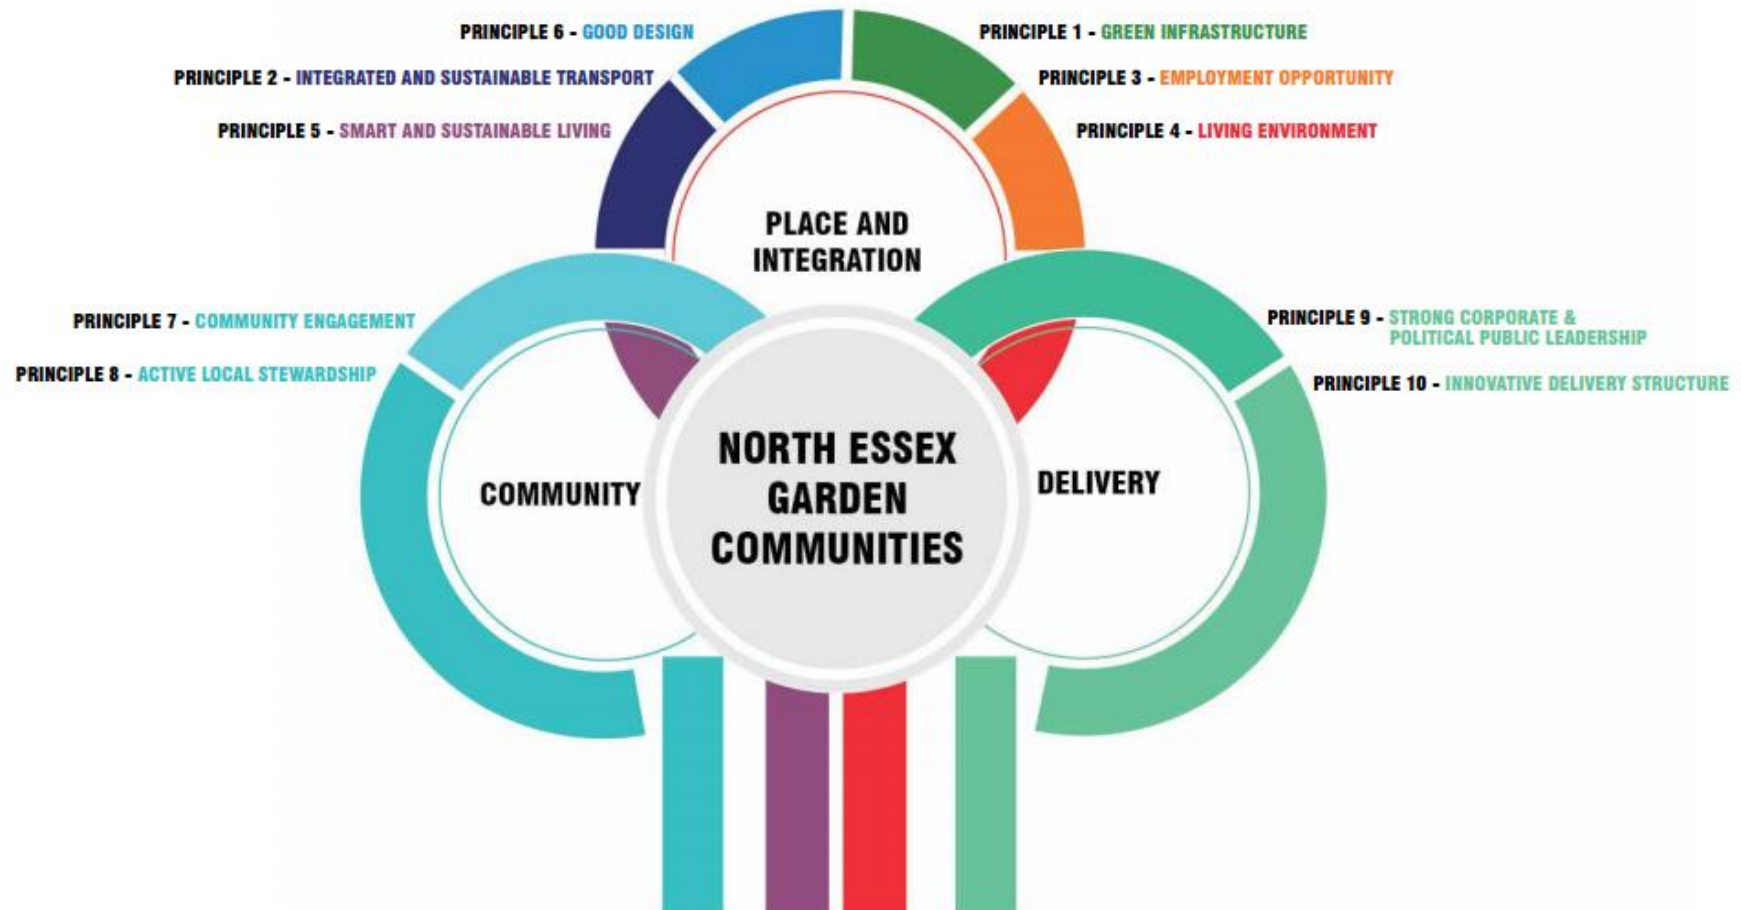 PRINCIPLE 6 - GOOD DESIGN
PRINCIPLE 1 - GREEN INFRASTRUCTURE
PRINCIPLE 2 - INTEGRATED AND SUSTAINABLE TRANSPORT
PRINCIPLE 3 - EMPLOYMENT OPPORTUNITY
PRINCIPLE 5 - SMART AND SUSTAINABLE LIVING
PRINCIPLE 4 - LIVING ENVIRONMENT
PLACE AND
INTEGRATION
PRINCIPLE 7 - COMMUNITY ENGAGEMENT
PRINCIPLE 8 - ACTIVE LOCAL STEWARDSHIP
PRINCIPLE 9 - STRONG CORPORATE &
POLITICAL PUBLIC LEADERSHIP
PRINCIPLE 10 - INNOVATIVE DELIVERY STRUCTURE
COMMUNITY
NORTH ESSEX
GARDEN
COMMUNITIES
DELIVERY